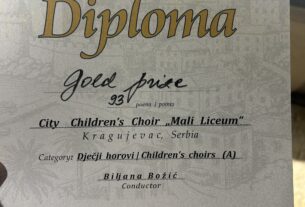 Diploma
gold prise
93
poena | points
City Children's Choir „Mali Liceum"
Kragujevac, Serbia
Category: Dječji horovi | Children's choirs (A)
Biljana Božić
Conductor